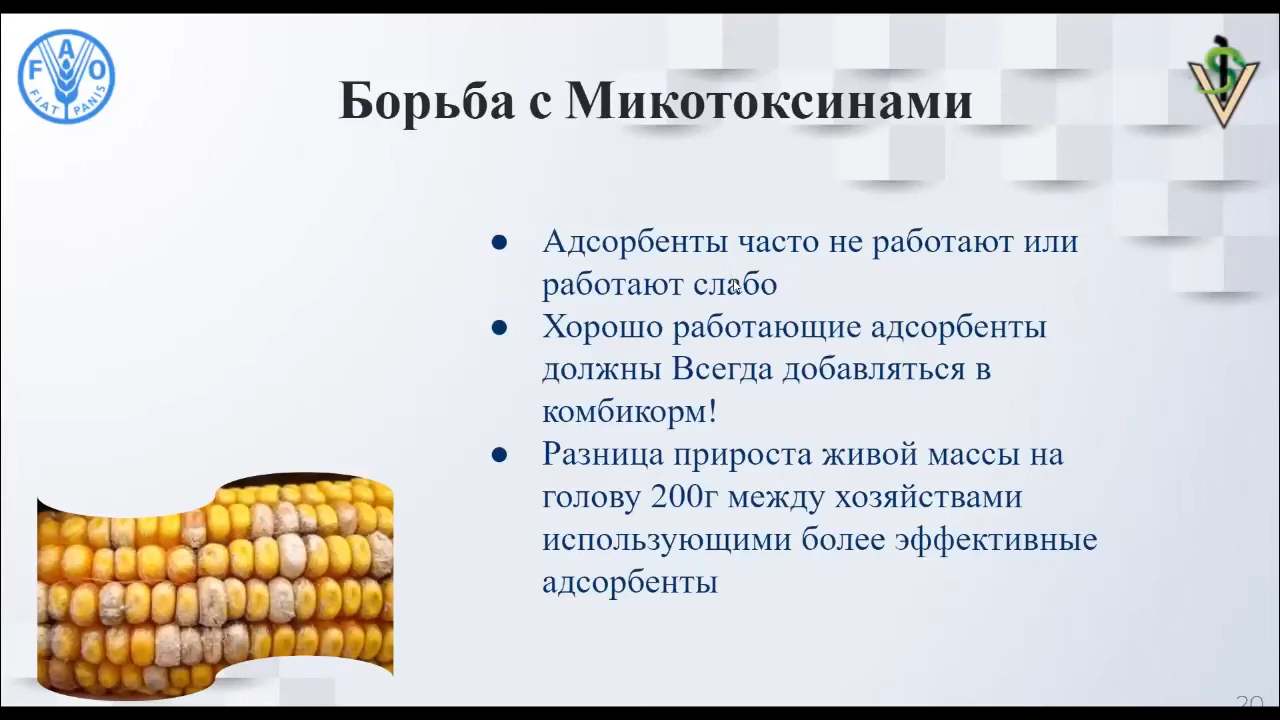 FAO
FIAT PANIS
Борьба с Микотоксинами
● Адсорбенты часто не работают или
работают слабо
● Хорошо работающие адсорбенты
должны Всегда добавляться в
комбикорм!
● Разница прироста живой массы на
голову 200г между хозяйствами
использующими более эффективные
адсорбенты
20